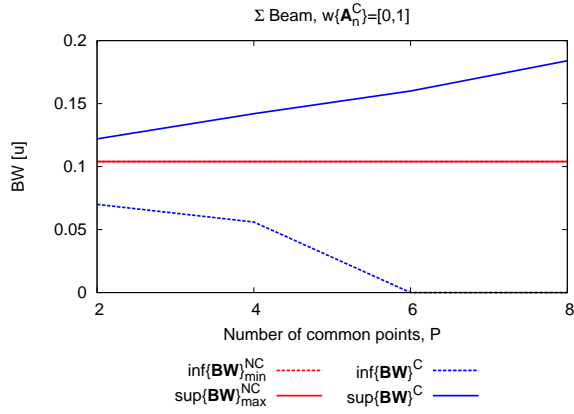 Σ Beam, w{A_n^C}=[0,1]
0.2
0.15
0.1
0.05
0
BW [u]
2 4 6 8
Number of common points, P
inf{BW}_min^NC inf{BW}^C
sup{BW}_max^NC sup{BW}^C